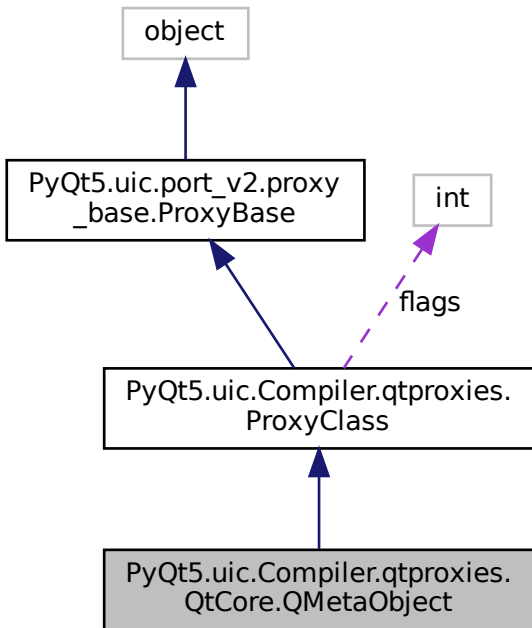 object
PyQt5.uic.port_v2.proxy
_base.ProxyBase
int
flags
PyQt5.uic.Compiler.qtproxies.
ProxyClass
PyQt5.uic.Compiler.qtproxies.
QtCore.QMetaObject